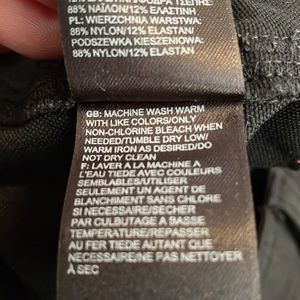 88% НАЙЛОН/12% ЕЛАСТИН
PL: WIERZCHNIA WARSTWA:
88% NYLON/12% ELASTAN/
PODSZEWKA KIESZENIOWE:
88% NYLON/12% ELASTAN
GB: MACHINE WASH WARM
WITH LIKE COLORS/ONLY
NON-CHLORINE BLEACH WHEN
NEEDED/TUMBLE DRY LOW/
WARM IRON AS DESIRED/DO
NOT DRY CLEAN
F: LAVER A LA MACHINE A
L'EAU TIEDE AVEC COULEURS
SEMBLABLES/UTILISER
SEULEMENT UN AGENT DE
BLANCHIMENT SANS CHLORE
SI NECESSAIRE/SECHER
PAR CULBUTAGE A BASSE
TEMPERATURE/REPASSER
AU FER TIEDE AUTANT QUE
NECESSAIRE/NE PAS NETTOYER
À SEC